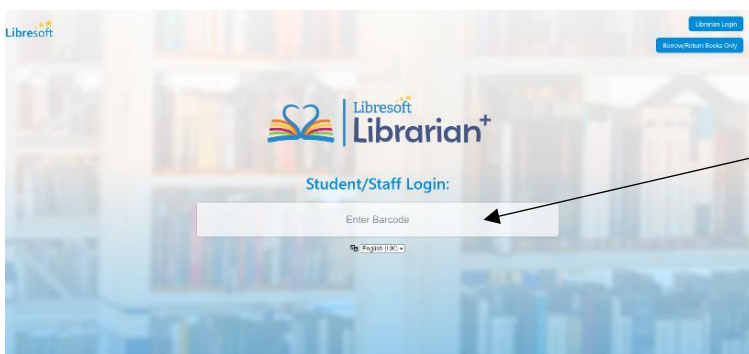 Libresoft
Librarian Login
Borrow/Return Books Only
Libresoft
Librarian+
Student/Staff Login:
Enter Barcode
English (UK)